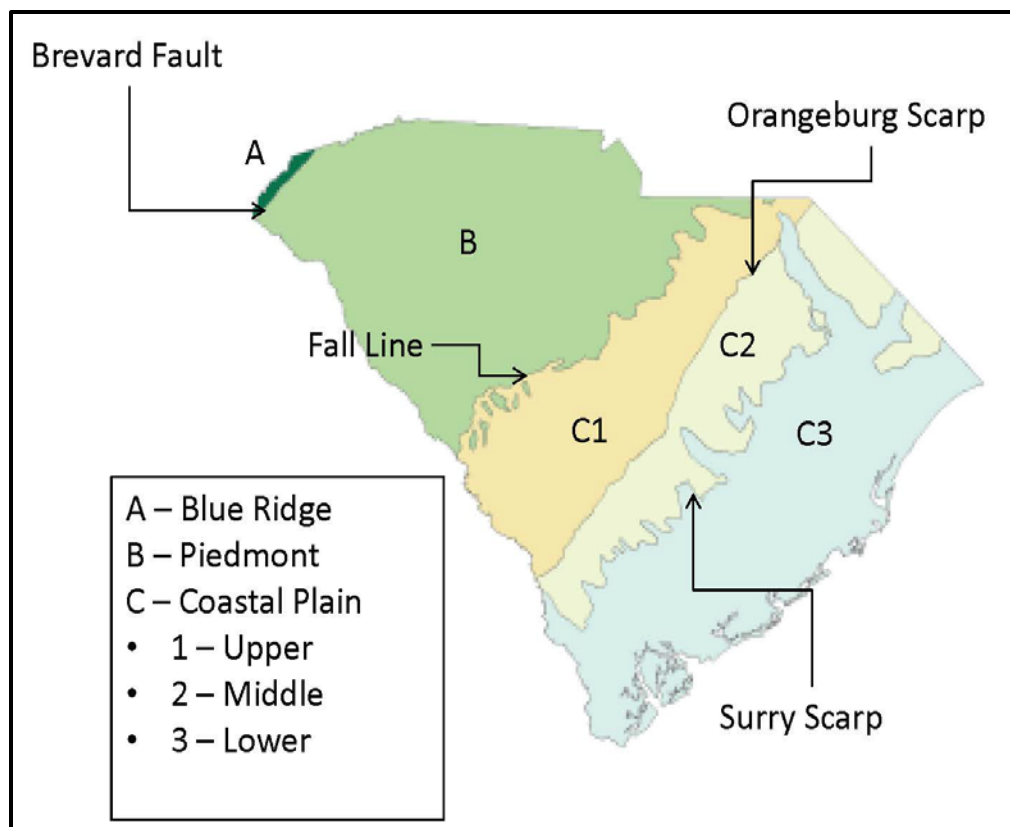 Brevard Fault
Orangeburg Scarp
A
B
Fall Line
C2
C1
C3
A – Blue Ridge
B – Piedmont
C – Coastal Plain
• 1 – Upper
• 2 – Middle
• 3 – Lower
Surry Scarp